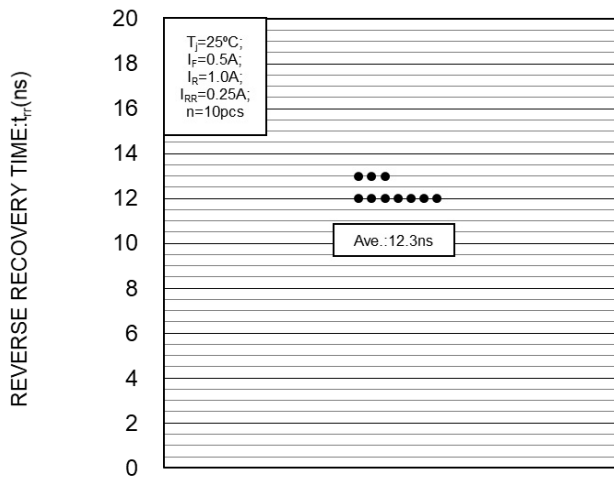 REVERSE RECOVERY TIME:trr(ns)
20
18
16
14
12
10
8
6
4
2
0
Tj=25⁰C;
IF=0.5A;
IR=1.0A;
IRR=0.25A;
n=10pcs
Ave.:12.3ns